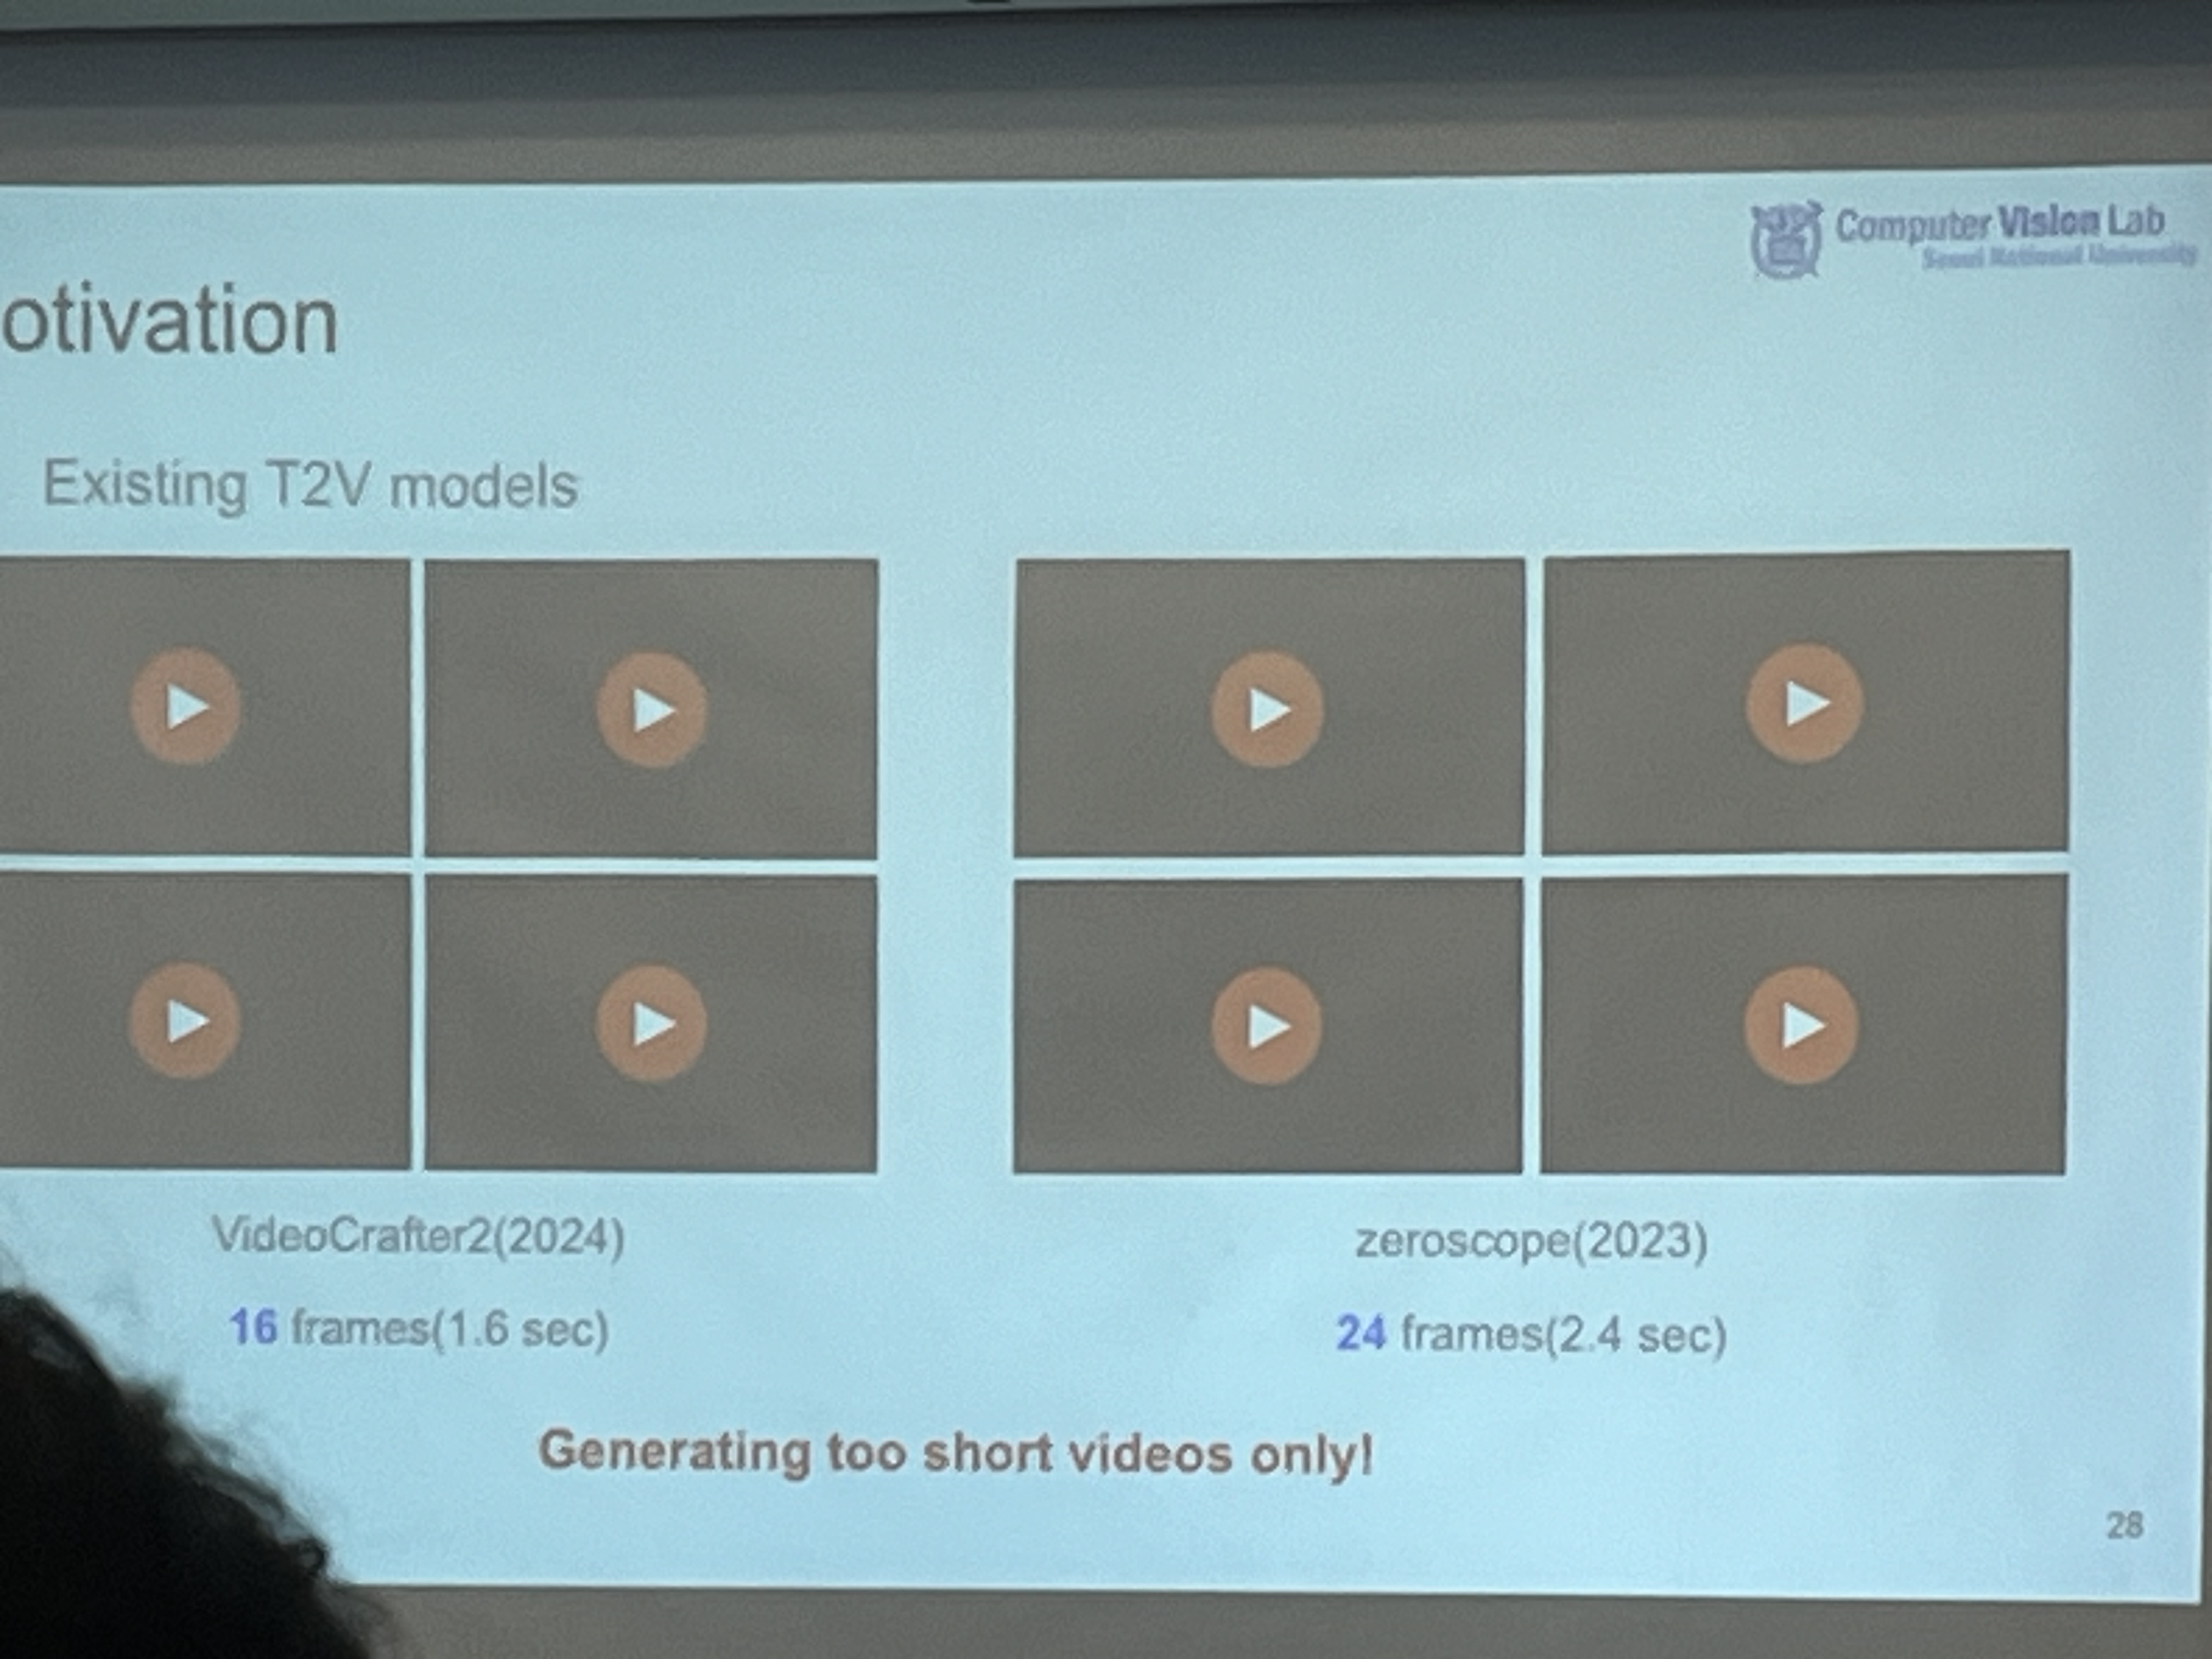 Computer Vision Lab
Seoul National University
otivation
Existing T2V models
VideoCrafter2(2024)
zeroscope(2023)
16 frames(1.6 sec)
24 frames(2.4 sec)
Generating too short videos only!
28